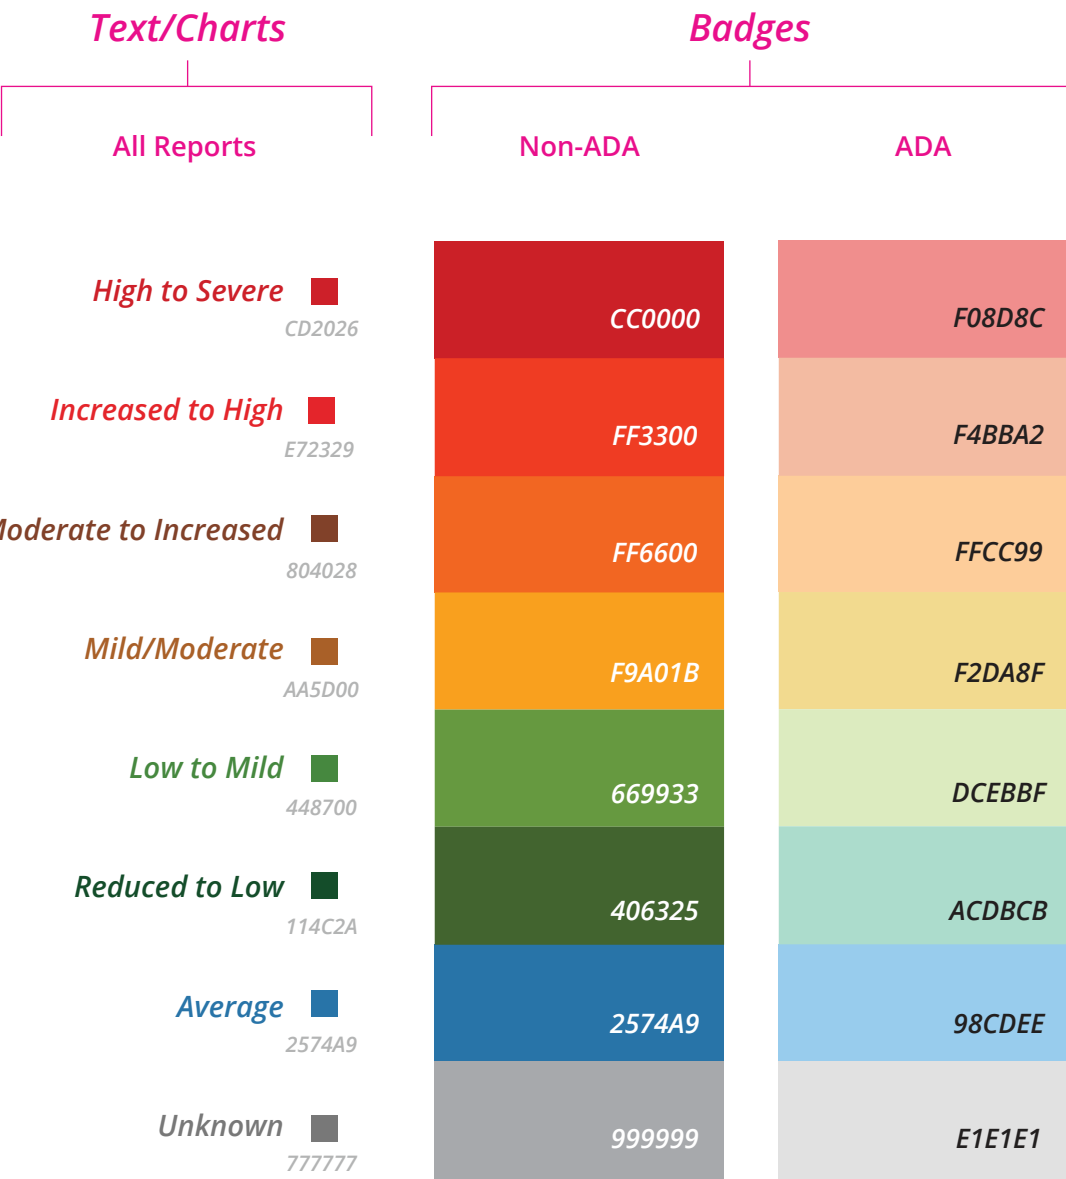 Text/Charts
Badges
All Reports
Non-ADA
ADA
High to Severe
CD2026
CC0000
F08D8C
Increased to High
E72329
FF3300
F4BBA2
Moderate to Increased
804028
FF6600
FFCC99
Mild/Moderate
AA5D00
F9A01B
F2DA8F
Low to Mild
448700
669933
DCEBBF
Reduced to Low
114C2A
406325
ACDBCB
Average
2574A9
2574A9
98CDEE
Unknown
777777
999999
E1E1E1